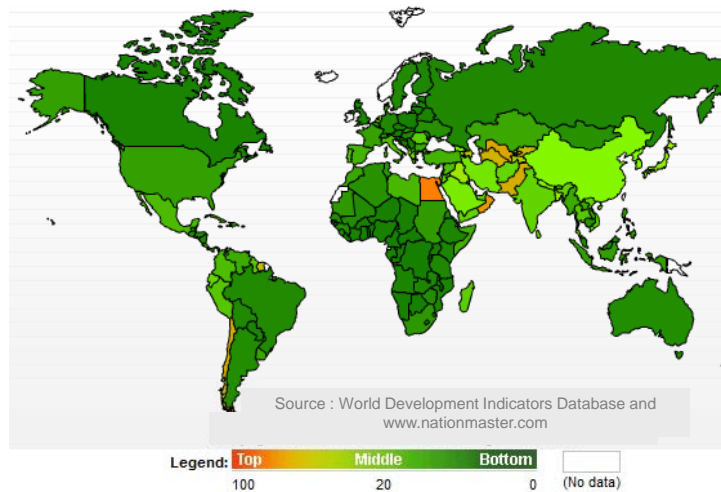 Source : World Development Indicators Database and
www.nationmaster.com
Legend: Top Middle Bottom
100 20 0 (No data)